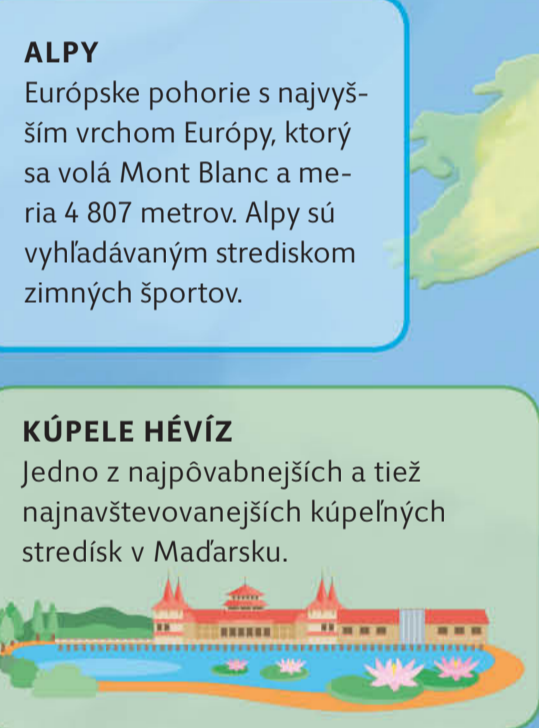 ALPY
Európske pohorie s najvyš-
ším vrchom Európy, ktorý
sa volá Mont Blanc a me-
ria 4 807 metrov. Alpy sú
vyhľadávaným strediskom
zimných športov.
KÚPELE HÉVÍZ
Jedno z najpôvabnejších a tiež
najnavštevovanejších kúpeľných
stredísk v Maďarsku.